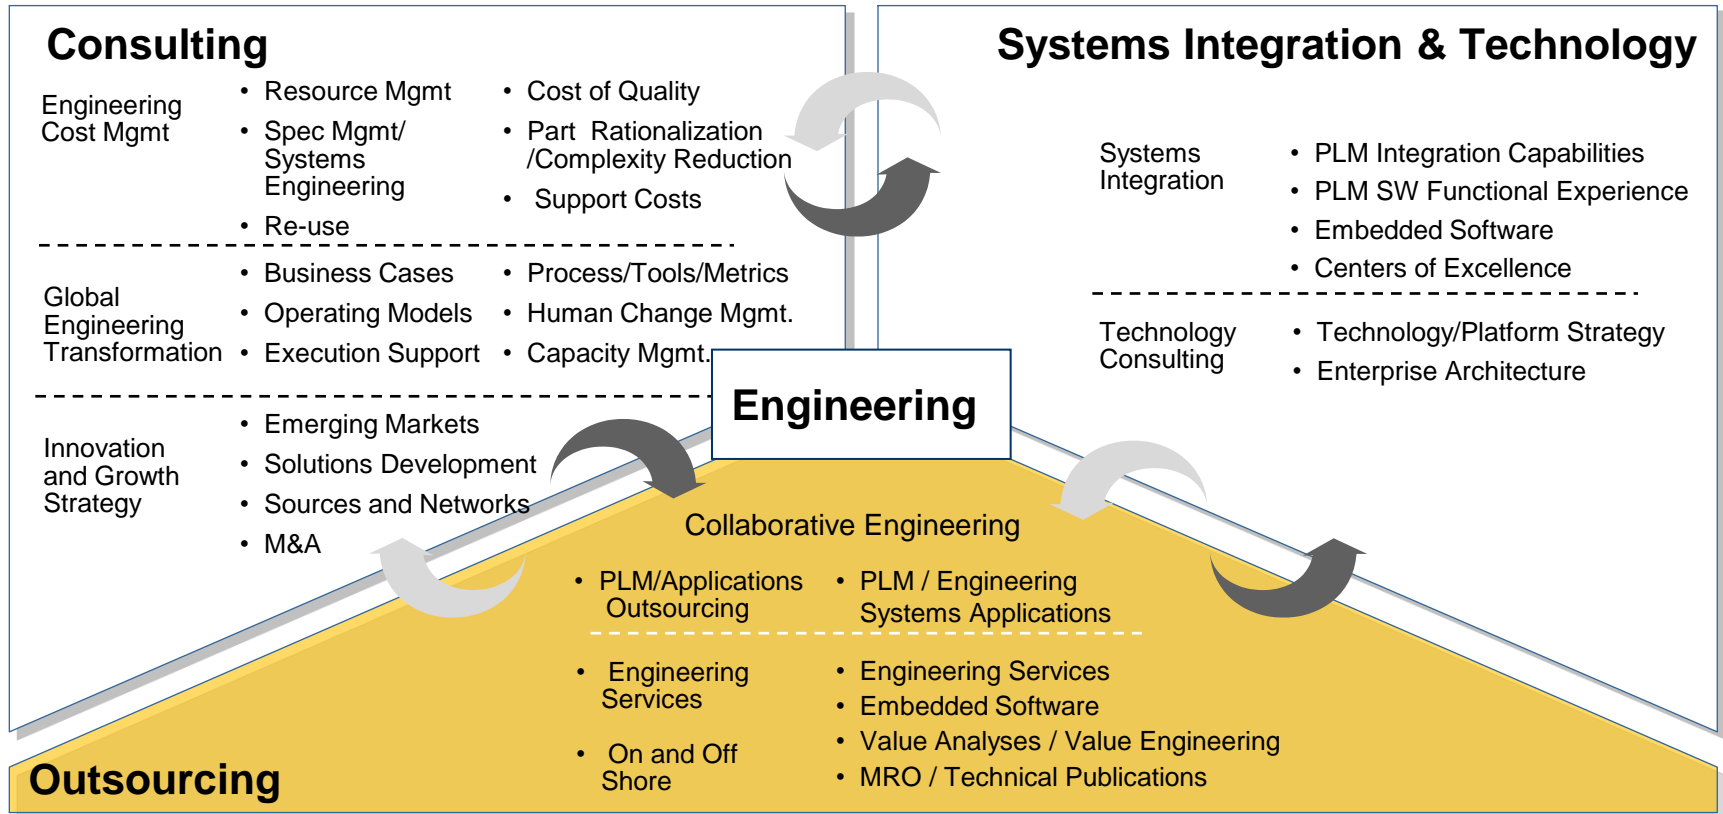 Consulting
Engineering
Cost Mgmt
• Resource Mgmt
• Spec Mgmt/
Systems
Engineering
• Re-use
• Cost of Quality
• Part Rationalization
/Complexity Reduction
• Support Costs
Global
Engineering
Transformation
• Business Cases
• Operating Models
• Execution Support
• Process/Tools/Metrics
• Human Change Mgmt.
• Capacity Mgmt.
Innovation
and Growth
Strategy
• Emerging Markets
• Solutions Development
• Sources and Networks
• M&A
Systems Integration & Technology
Systems
Integration
• PLM Integration Capabilities
• PLM SW Functional Experience
• Embedded Software
• Centers of Excellence
Technology
Consulting
• Technology/Platform Strategy
• Enterprise Architecture
Engineering
Collaborative Engineering
• PLM/Applications
Outsourcing
• PLM / Engineering
Systems Applications
• Engineering
Services
• On and Off
Shore
• Engineering Services
• Embedded Software
• Value Analyses / Value Engineering
• MRO / Technical Publications
Outsourcing